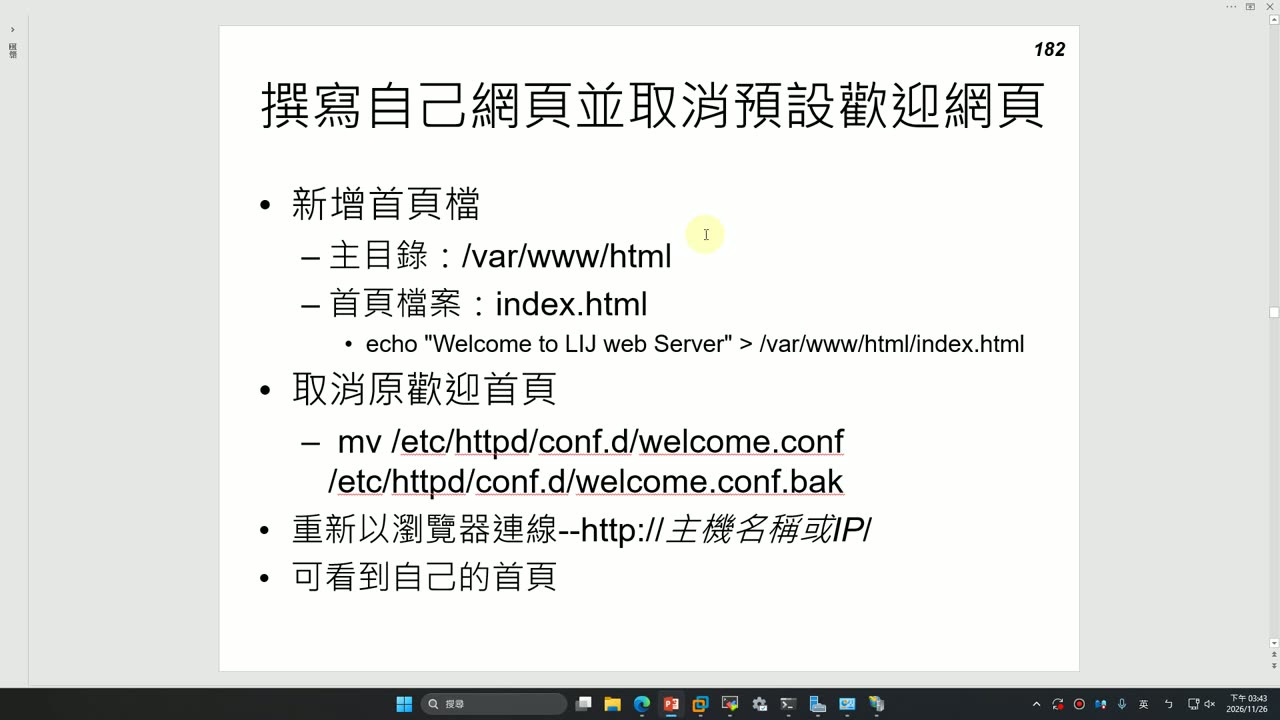 182
撰寫自己網頁並取消預設歡迎網頁
• 新增首頁檔
– 主目錄：/var/www/html
– 首頁檔案：index.html
• echo "Welcome to LIJ web Server" > /var/www/html/index.html
• 取消原歡迎首頁
– mv /etc/httpd/conf.d/welcome.conf
/etc/httpd/conf.d/welcome.conf.bak
• 重新以瀏覽器連線--http://主機名稱或IP/
• 可看到自己的首頁
搜尋
英
ㄅ
下午 03:43
2026/11/26